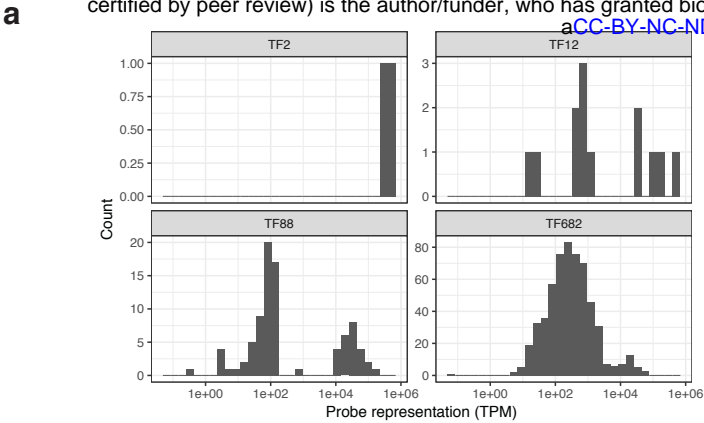 certified by peer review) is the author/funder, who has granted bio
a
aCC-BY-NC-ND
TF2
TF12
1.00
0.75
0.50
0.25
0.00
3
2
1
0
Count
TF88
TF682
20
15
10
5
0
80
60
40
20
0
1e+00 1e+02 1e+04 1e+06
1e+00 1e+02 1e+04 1e+06
Probe representation (TPM)